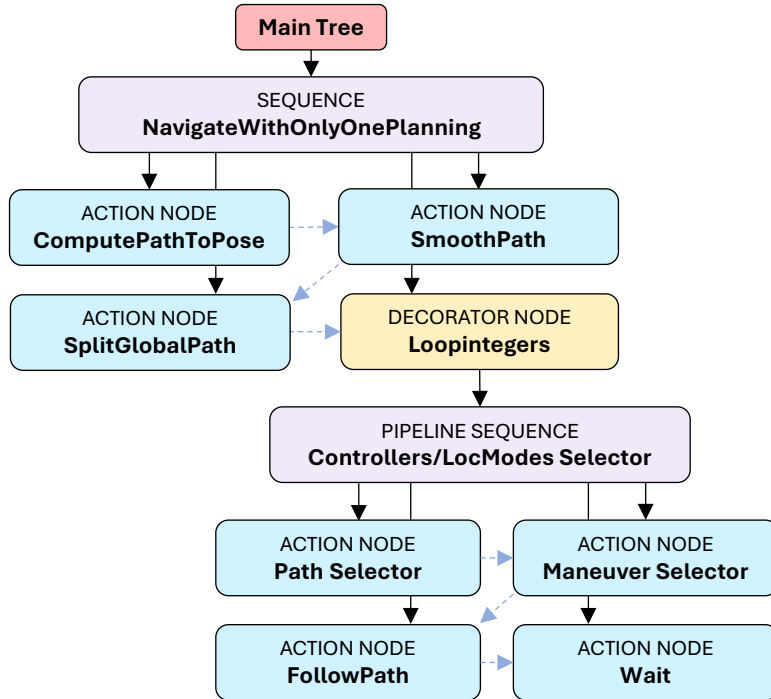 Main Tree
SEQUENCE
NavigateWithOnlyOnePlanning
ACTION NODE
ComputePathToPose
ACTION NODE
SmoothPath
ACTION NODE
SplitGlobalPath
DECORATOR NODE
Loopintegers
PIPELINE SEQUENCE
Controllers/LocModes Selector
ACTION NODE
Path Selector
ACTION NODE
Maneuver Selector
ACTION NODE
FollowPath
ACTION NODE
Wait